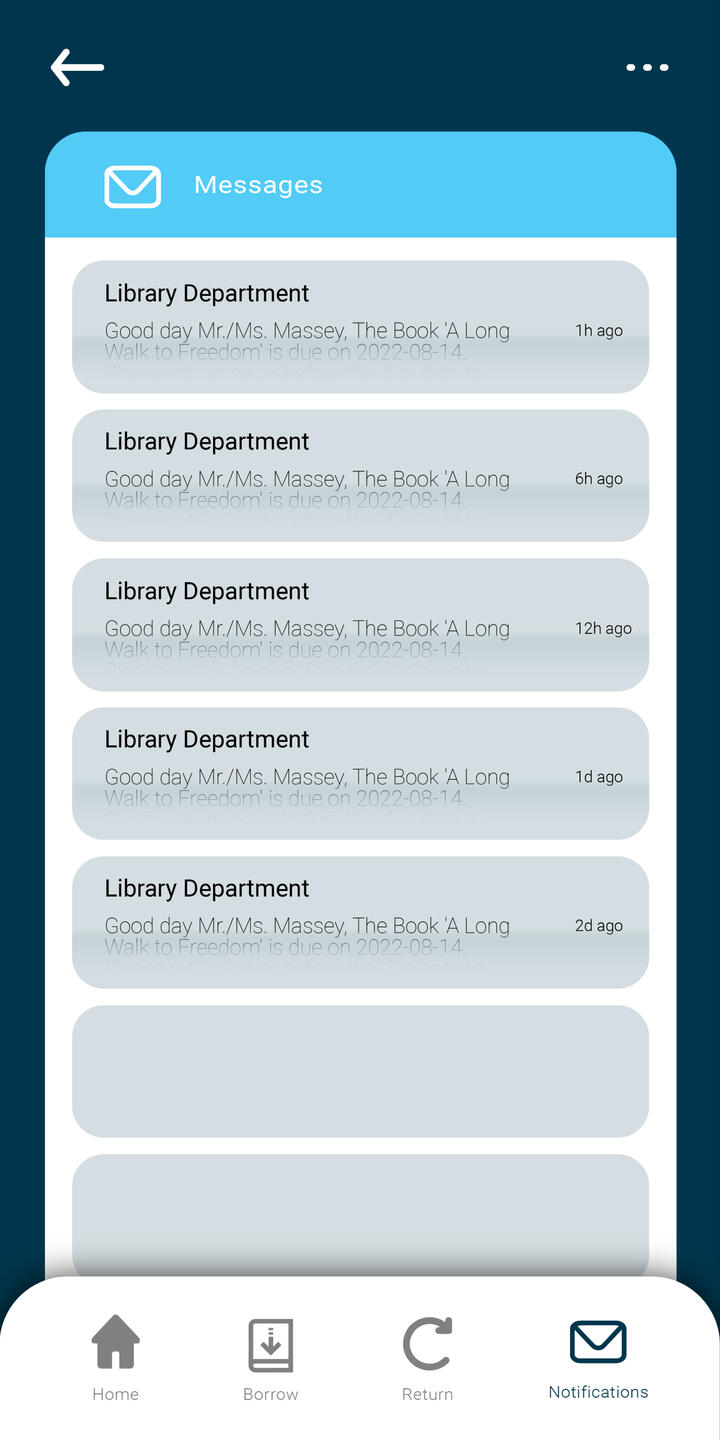 Messages
Library Department
Good day Mr./Ms. Massey, The Book 'A Long
1h ago
Walk to Freedom' is due on 2022-08-14.
Library Department
Good day Mr./Ms. Massey, The Book 'A Long
6h ago
Walk to Freedom' is due on 2022-08-14.
Library Department
Good day Mr./Ms. Massey, The Book 'A Long
12h ago
Walk to Freedom' is due on 2022-08-14.
Library Department
Good day Mr./Ms. Massey, The Book 'A Long
1d ago
Walk to Freedom' is due on 2022-08-14.
Library Department
Good day Mr./Ms. Massey, The Book 'A Long
2d ago
Walk to Freedom' is due on 2022-08-14.
Home
Borrow
Return
Notifications